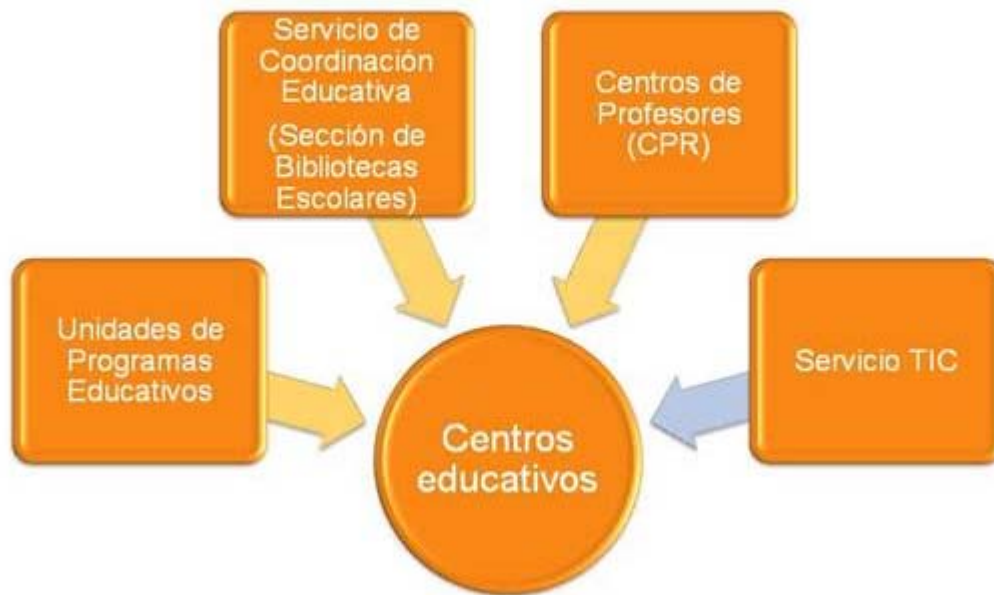 Servicio de
Coordinación
Educativa
(Sección de
Bibliotecas
Escolares)
Centros de
Profesores
(CPR)
Unidades de
Programas
Educativos
Servicio TIC
Centros
educativos